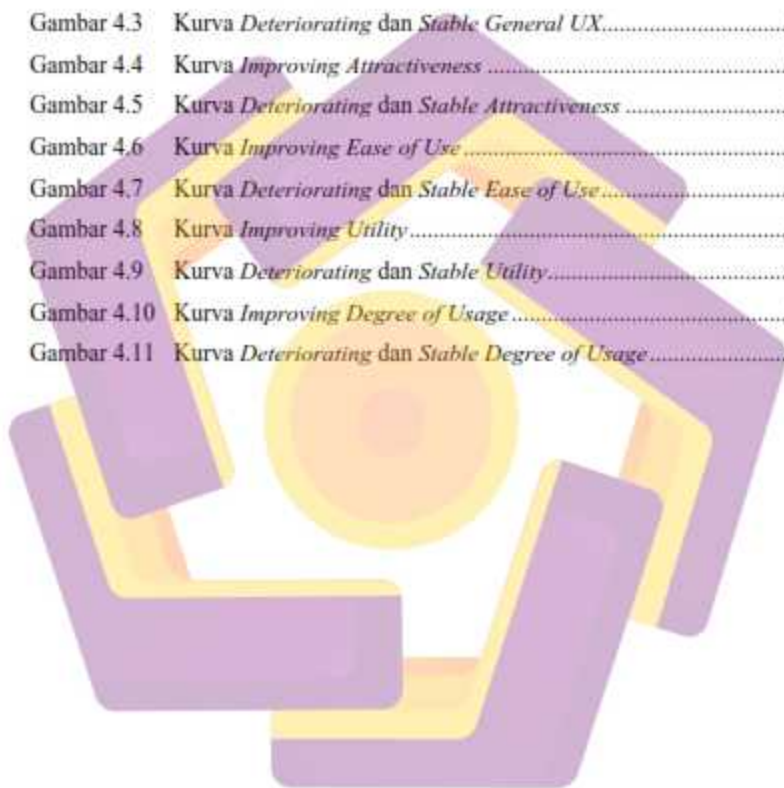 Gambar 4.3 Kurva Deteriorating dan Stable General UX..............................
Gambar 4.4 Kurva Improving Attractiveness ..............................................
Gambar 4.5 Kurva Deteriorating dan Stable Attractiveness ..........................
Gambar 4.6 Kurva Improving Ease of Use..................................................
Gambar 4.7 Kurva Deteriorating dan Stable Ease of Use..............................
Gambar 4.8 Kurva Improving Utility..........................................................
Gambar 4.9 Kurva Deteriorating dan Stable Utility......................................
Gambar 4.10 Kurva Improving Degree of Usage ..........................................
Gambar 4.11 Kurva Deteriorating dan Stable Degree of Usage......................